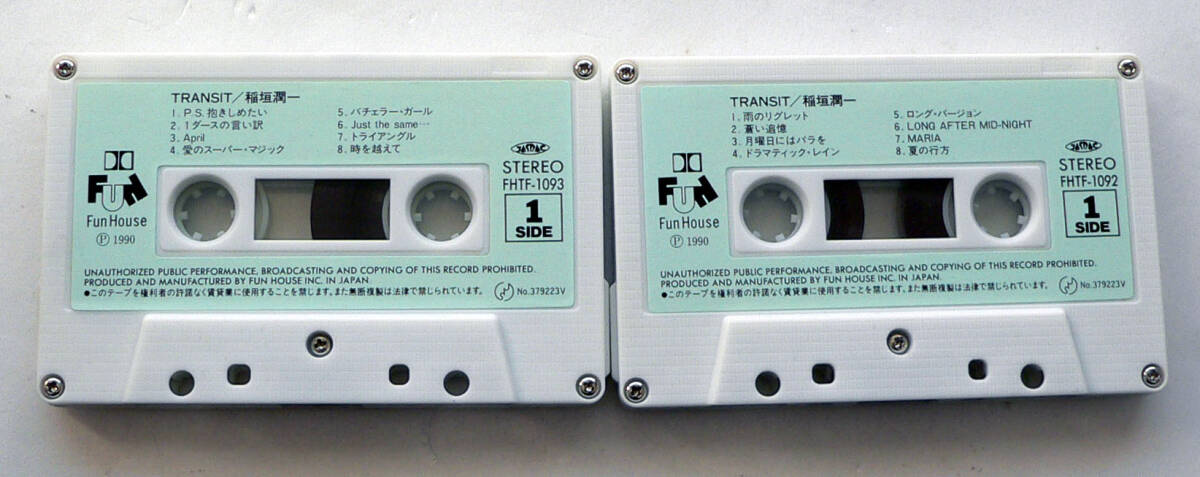 TRANSIT/稲垣潤一
1. P.S. 抱きしめたい
2. 1ダースの言い訳
3. April
4. 愛のスーパー・マジック
5. バチェラー・ガール
6. Just the same…
7. トライアングル
8. 時を越えて
FUN
Fun House
Ⓟ 1990
JASRAC
STEREO
FHTF-1093
1
SIDE
UNAUTHORIZED PUBLIC PERFORMANCE, BROADCASTING AND COPYING OF THIS RECORD PROHIBITED.
PRODUCED AND MANUFACTURED BY FUN HOUSE INC. IN JAPAN.
●このテープを権利者の許諾なく賃貸業に使用することを禁じます。また無断複製は法律で禁じられています。
No.379223V
TRANSIT/稲垣潤一
1. 雨のリグレット
2. 蒼い追憶
3. 月曜日にはバラを
4. ドラマティック・レイン
5. ロング・バージョン
6. LONG AFTER MID-NIGHT
7. MARIA
8. 夏の行方
FUN
Fun House
Ⓟ 1990
JASRAC
STEREO
FHTF-1092
1
SIDE
UNAUTHORIZED PUBLIC PERFORMANCE, BROADCASTING AND COPYING OF THIS RECORD PROHIBITED.
PRODUCED AND MANUFACTURED BY FUN HOUSE INC. IN JAPAN.
●このテープを権利者の許諾なく賃貸業に使用することを禁じます。また無断複製は法律で禁じられています。
No.379223V